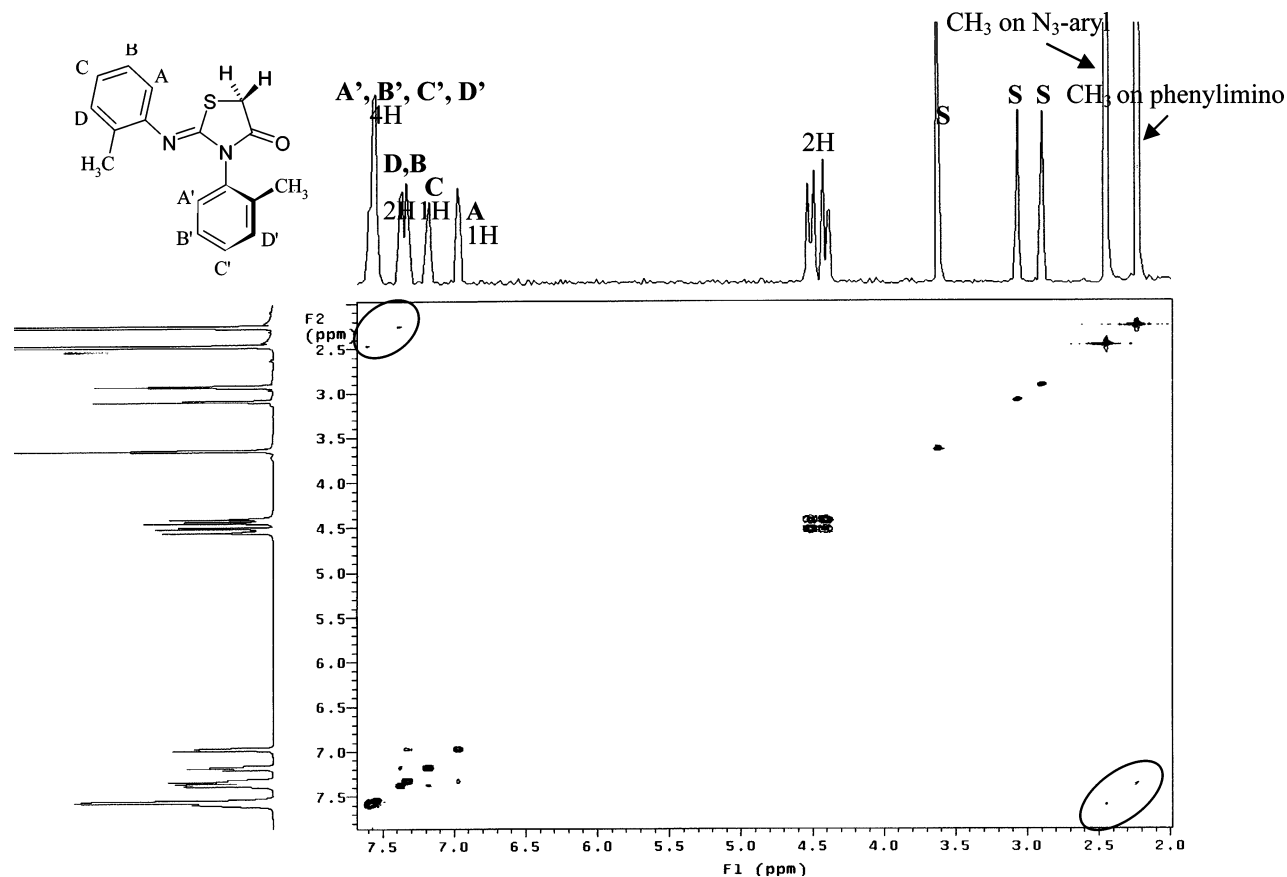 CH₃ on N₃-aryl
B
H H
C
A
S
A’, B’, C’, D’
S S
CH₃ on phenylimino
4H
S
D
N
O
2H
D,B
H₃C
N
C
A'
CH₃
2H
1H
A
B'
D'
1H
C'
F2
(ppm)
2.5
3.0
3.5
4.0
4.5
5.0
5.5
6.0
6.5
7.0
7.5
7.5 7.0 6.5 6.0 5.5 5.0 4.5 4.0 3.5 3.0 2.5 2.0
F1 (ppm)